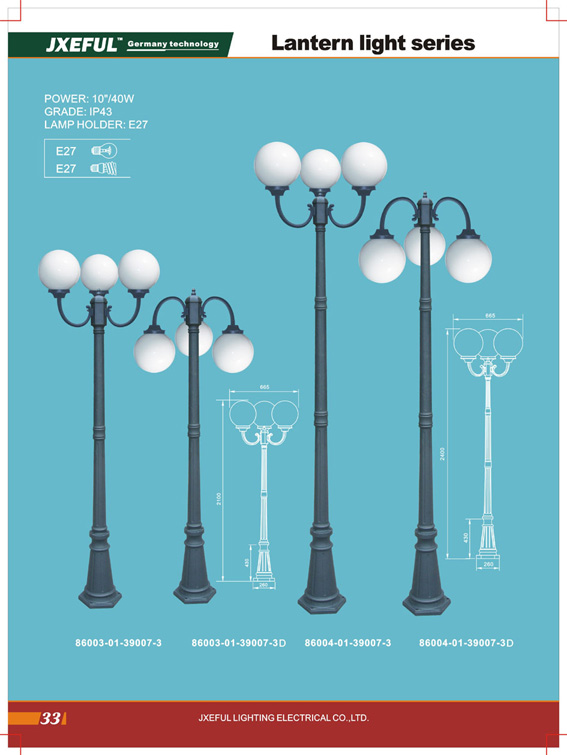 JXEFUL™ Germany technology
Lantern light series
POWER: 10"/40W
GRADE: IP43
LAMP HOLDER: E27
E27
E27
665
2400
430
260
665
2100
430
260
86003-01-39007-3
86003-01-39007-3D
86004-01-39007-3
86004-01-39007-3D
33
JXEFUL LIGHTING ELECTRICAL CO.,LTD.